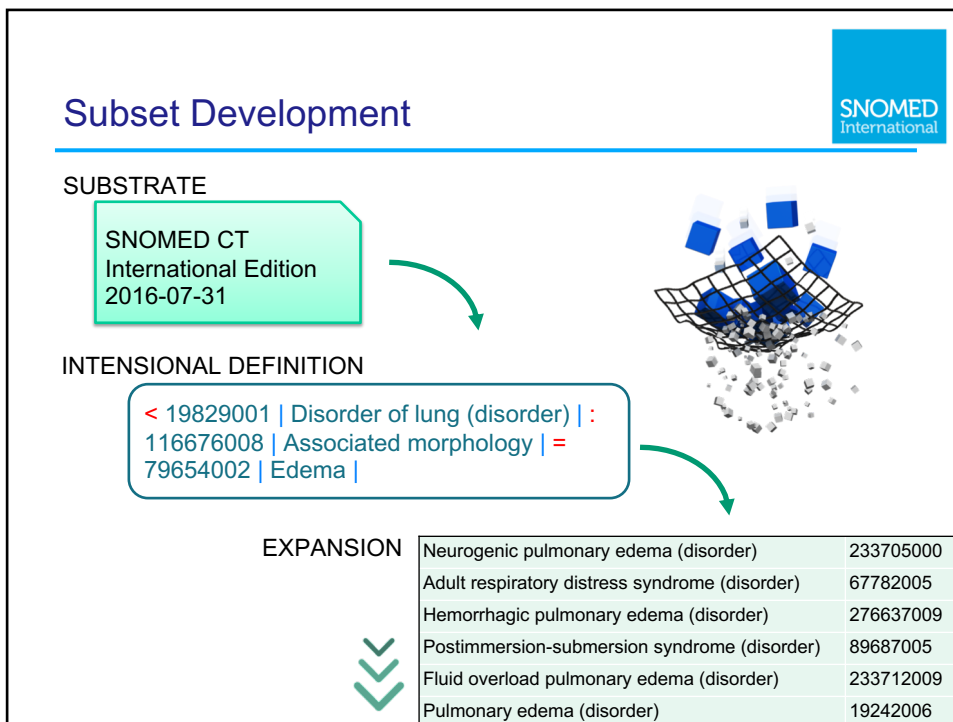 Subset Development
SNOMED
International
SUBSTRATE
SNOMED CT
International Edition
2016-07-31
INTENSIONAL DEFINITION
< 19829001 | Disorder of lung (disorder) | :
116676008 | Associated morphology | =
79654002 | Edema |
EXPANSION
Neurogenic pulmonary edema (disorder) 233705000
Adult respiratory distress syndrome (disorder) 67782005
Hemorrhagic pulmonary edema (disorder) 276637009
Postimmersion-submersion syndrome (disorder) 89687005
Fluid overload pulmonary edema (disorder) 233712009
Pulmonary edema (disorder) 19242006